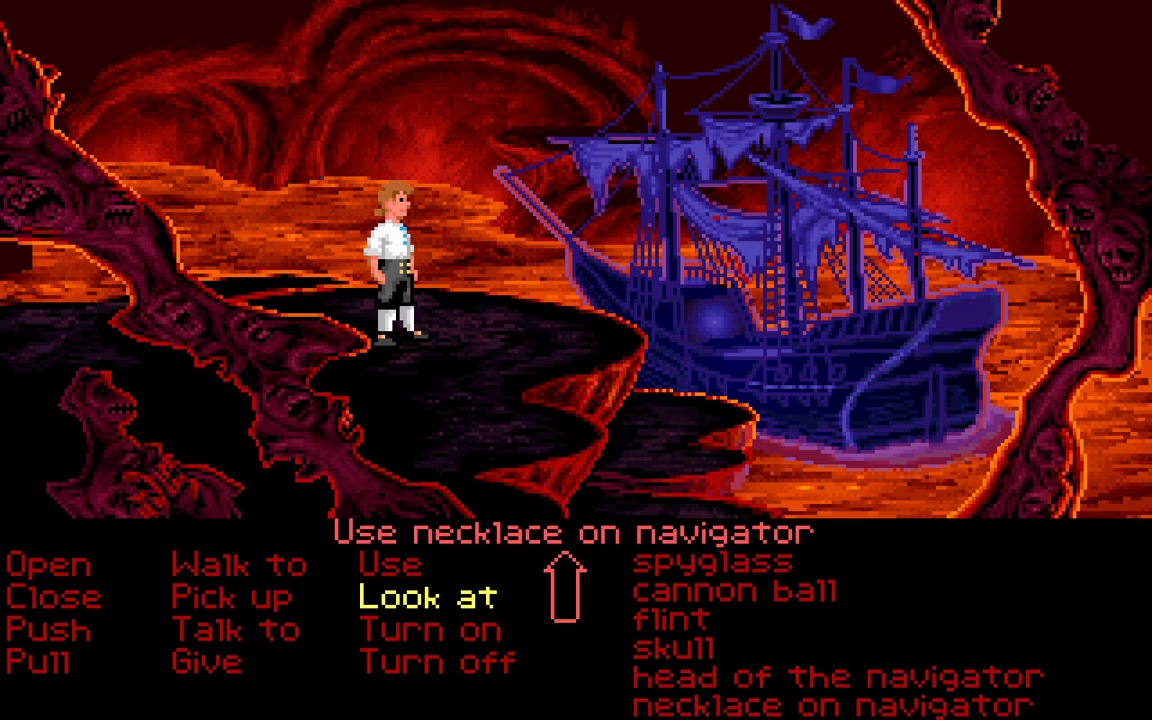 Use necklace on navigator
Open Walk to Use
Close Pick up Look at
Push Talk to Turn on
Pull Give Turn off
spyglass
cannon ball
flint
skull
head of the navigator
necklace on navigator